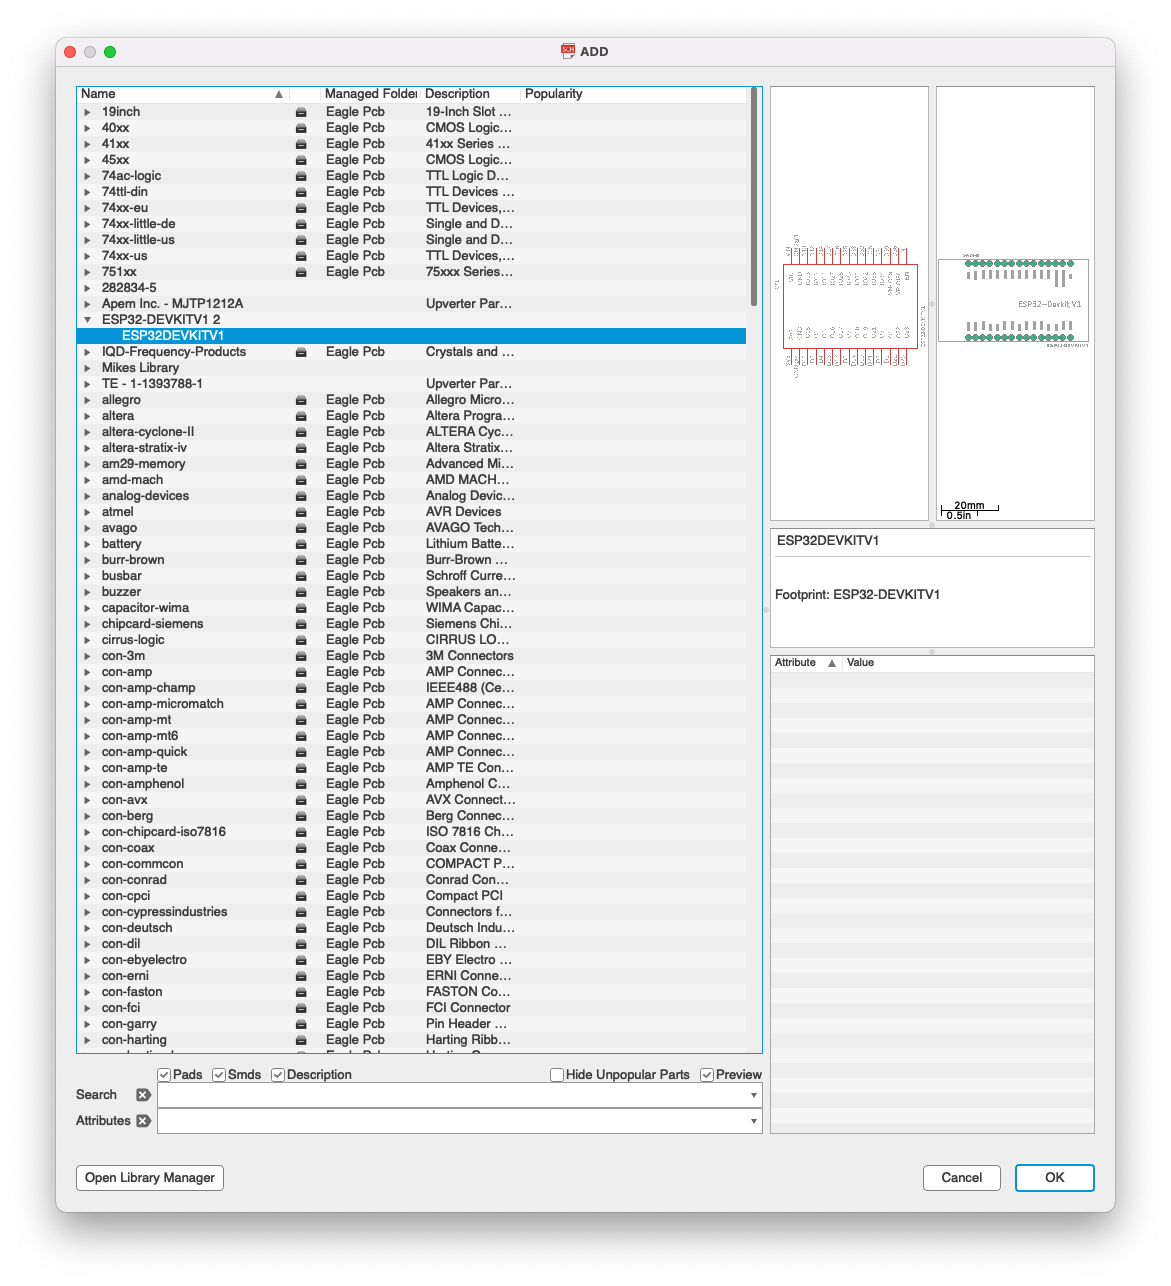 ADD
Name Managed Folder Description Popularity
19inch Eagle Pcb 19-Inch Slot ...
40xx Eagle Pcb CMOS Logic...
41xx Eagle Pcb 41xx Series ...
45xx Eagle Pcb CMOS Logic...
74ac-logic Eagle Pcb TTL Logic D...
74ttl-din Eagle Pcb TTL Devices ...
74xx-eu Eagle Pcb TTL Devices,...
74xx-little-de Eagle Pcb Single and D...
74xx-little-us Eagle Pcb Single and D...
74xx-us Eagle Pcb TTL Devices,...
751xx Eagle Pcb 75xxx Series...
282834-5
Apem Inc. - MJTP1212A Upverter Par...
ESP32-DEVKITV1 2
ESP32DEVKITV1
IQD-Frequency-Products Eagle Pcb Crystals and ...
Mikes Library
TE - 1-1393788-1 Upverter Par...
allegro Eagle Pcb Allegro Micro...
altera Eagle Pcb Altera Progra...
altera-cyclone-II Eagle Pcb ALTERA Cyc...
altera-stratix-iv Eagle Pcb Altera Stratix...
am29-memory Eagle Pcb Advanced Mi...
amd-mach Eagle Pcb AMD MACH...
analog-devices Eagle Pcb Analog Devic...
atmel Eagle Pcb AVR Devices
avago Eagle Pcb AVAGO Tech...
battery Eagle Pcb Lithium Batte...
burr-brown Eagle Pcb Burr-Brown ...
busbar Eagle Pcb Schroff Curre...
buzzer Eagle Pcb Speakers an...
capacitor-wima Eagle Pcb WIMA Capac...
chipcard-siemens Eagle Pcb Siemens Chi...
cirrus-logic Eagle Pcb CIRRUS LO...
con-3m Eagle Pcb 3M Connectors
con-amp Eagle Pcb AMP Connec...
con-amp-champ Eagle Pcb IEEE488 (Ce...
con-amp-micromatch Eagle Pcb AMP Connec...
con-amp-mt Eagle Pcb AMP Connec...
con-amp-mt6 Eagle Pcb AMP Connec...
con-amp-quick Eagle Pcb AMP Connec...
con-amp-te Eagle Pcb AMP TE Con...
con-amphenol Eagle Pcb Amphenol C...
con-avx Eagle Pcb AVX Connect...
con-berg Eagle Pcb Berg Connec...
con-chipcard-iso7816 Eagle Pcb ISO 7816 Ch...
con-coax Eagle Pcb Coax Conne...
con-commcon Eagle Pcb COMPACT P...
con-conrad Eagle Pcb Conrad Con...
con-cpci Eagle Pcb Compact PCI
con-cypressindustries Eagle Pcb Connectors f...
con-deutsch Eagle Pcb Deutsch Indu...
con-dil Eagle Pcb DIL Ribbon ...
con-ebyelectro Eagle Pcb EBY Electro ...
con-erni Eagle Pcb ERNI Conne...
con-faston Eagle Pcb FASTON Co...
con-fci Eagle Pcb FCI Connector
con-garry Eagle Pcb Pin Header ...
con-harting Eagle Pcb Harting Ribb...
Pads Smds Description Hide Unpopular Parts Preview
Search
Attributes
Open Library Manager
ESP32-Devkit V1
20mm
0.5in
ESP32DEVKITV1
Footprint: ESP32-DEVKITV1
Attribute Value
Cancel OK